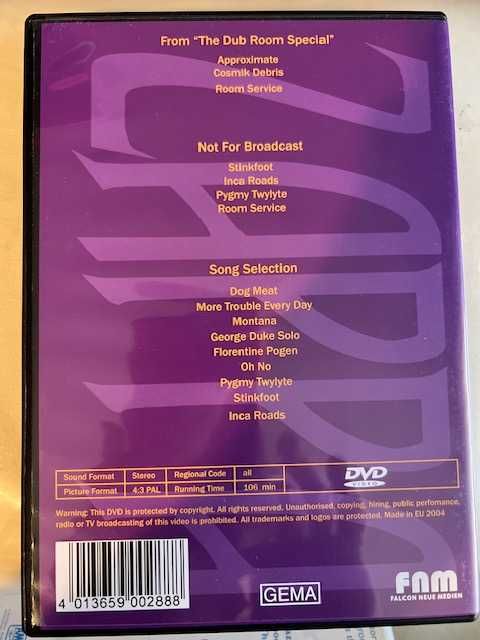 From "The Dub Room Special"
Approximate
Cosmik Debris
Room Service
Not For Broadcast
Stinkfoot
Inca Roads
Pygmy Twylyte
Room Service
Song Selection
Dog Meat
More Trouble Every Day
Montana
George Duke Solo
Florentine Pogen
Oh No
Pygmy Twylyte
Stinkfoot
Inca Roads
Sound Format Stereo Regional Code all
Picture Format 4:3 PAL Running Time 106 min
DVD
VIDEO
Warning: This DVD is protected by copyright. All rights reserved. Unauthorised, copying, hiring, public perfomance,
radio or TV broadcasting of this video is prohibited. All trademarks and logos are protected. Made in EU 2004
4 013659 002888
GEMA
FNM
FALCON NEUE MEDIEN